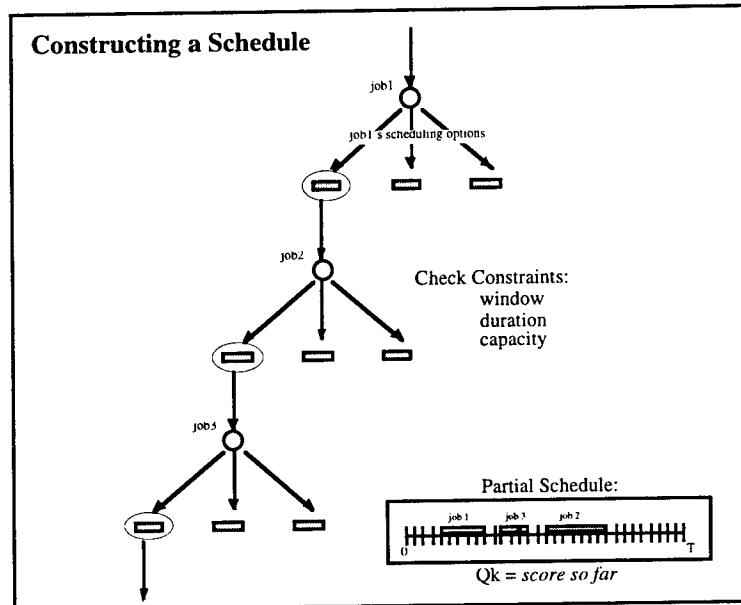 Constructing a Schedule
job1
job1's scheduling options
job2
Check Constraints:
window
duration
capacity
job3
Partial Schedule:
job 1
job 3
job 2
0
T
Qk = score so far